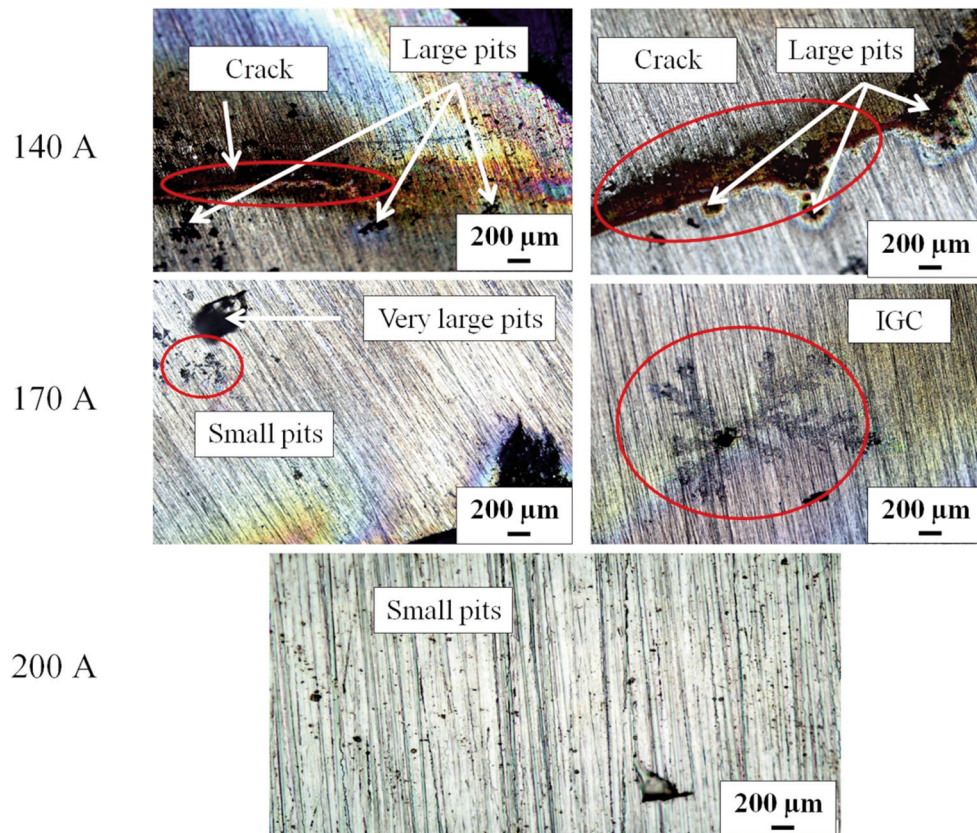 140 A
Crack
Large pits
200 µm
Crack
Large pits
200 µm
170 A
Very large pits
Small pits
200 µm
IGC
200 µm
200 A
Small pits
200 µm